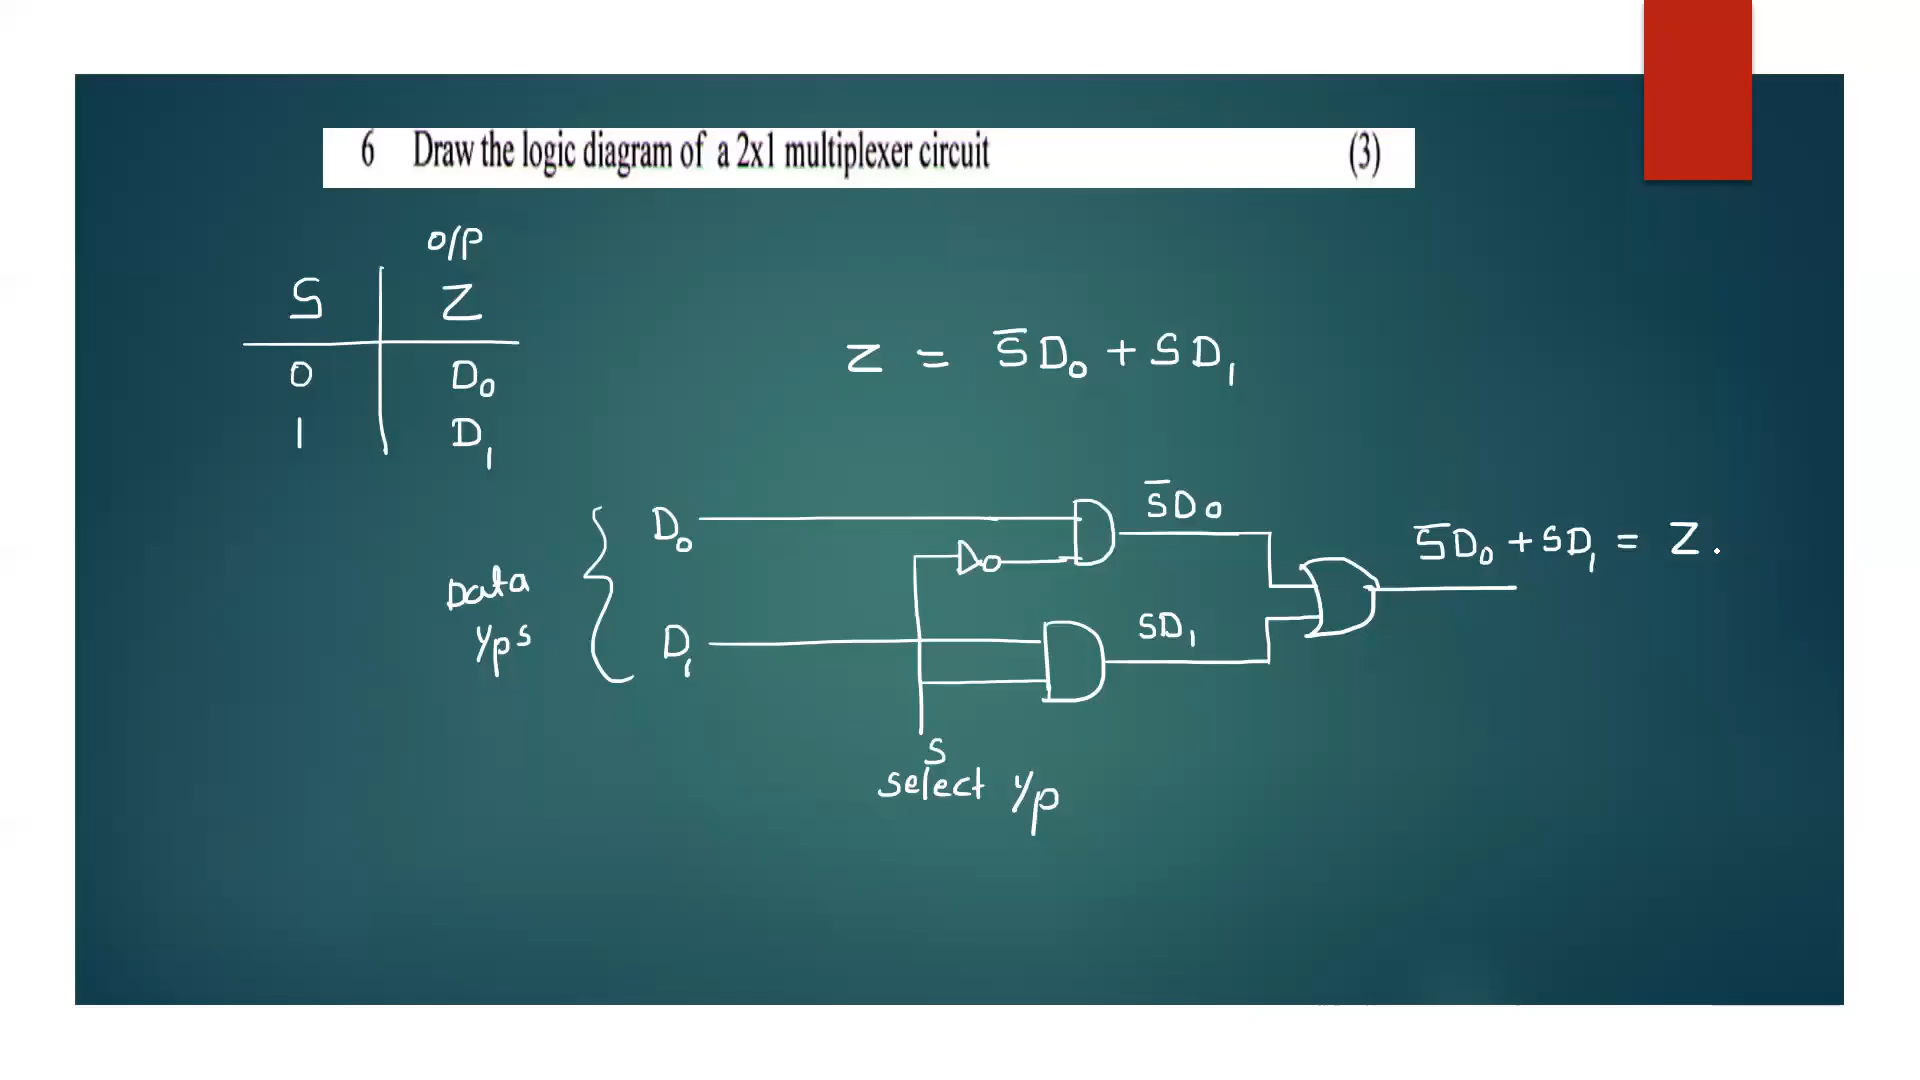 6 Draw the logic diagram of a 2x1 multiplexer circuit (3)
O/P
S Z
0 D₀
1 D₁
Z = S̅D₀ + SD₁
Data
I/Ps
D₀
D₁
S̅D₀
SD₁
S̅D₀ + SD₁ = Z.
S
select I/P